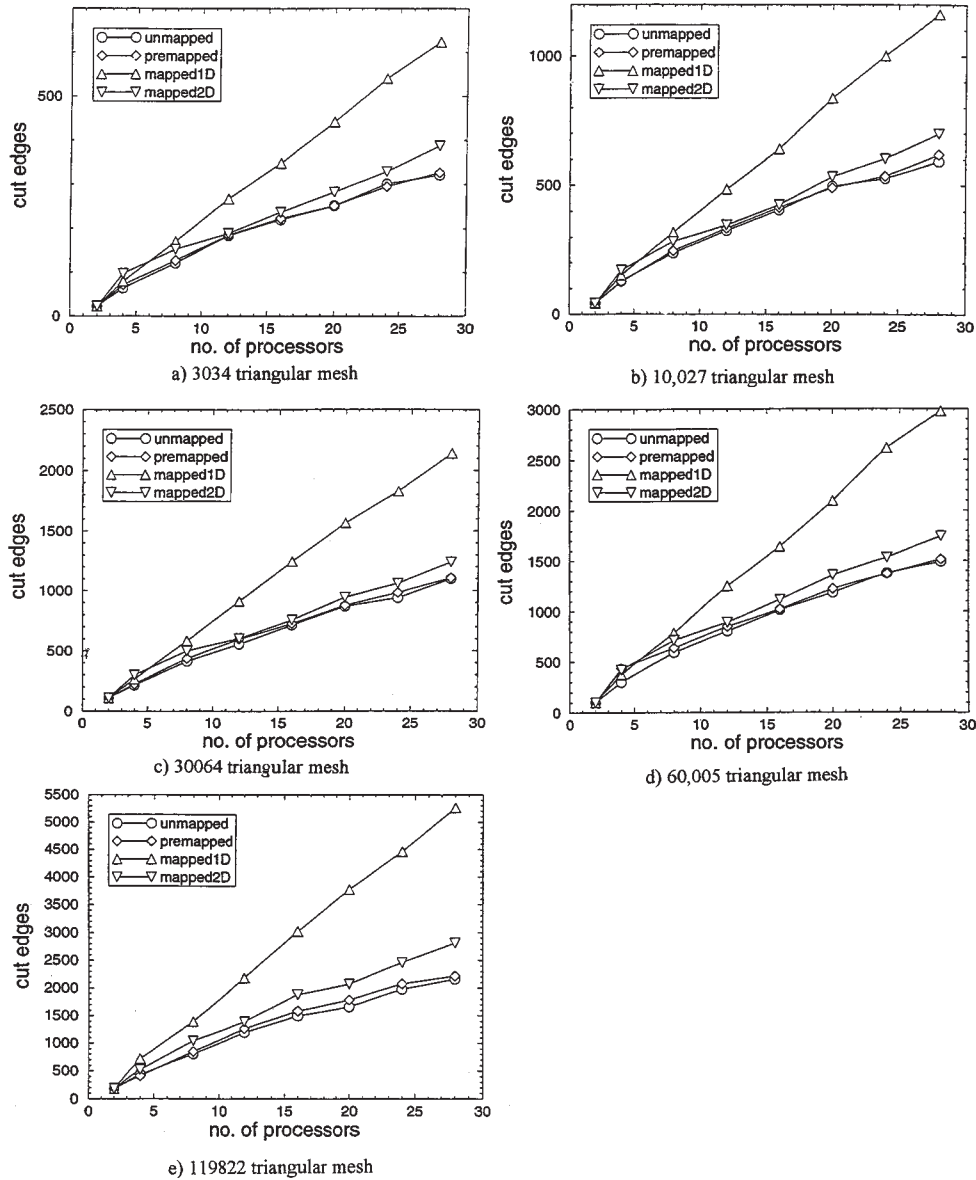 unmapped
premapped
mapped1D
mapped2D
500
0
cut edges
0 5 10 15 20 25 30
no. of processors
a) 3034 triangular mesh
unmapped
premapped
mapped1D
mapped2D
1000
500
0
cut edges
0 5 10 15 20 25 30
no. of processors
b) 10,027 triangular mesh
unmapped
premapped
mapped1D
mapped2D
2500
2000
1500
1000
500
0
cut edges
0 5 10 15 20 25 30
no. of processors
c) 30064 triangular mesh
unmapped
premapped
mapped1D
mapped2D
3000
2500
2000
1500
1000
500
0
cut edges
0 5 10 15 20 25 30
no. of processors
d) 60,005 triangular mesh
unmapped
premapped
mapped1D
mapped2D
5500
5000
4500
4000
3500
3000
2500
2000
1500
1000
500
0
cut edges
0 5 10 15 20 25 30
no. of processors
e) 119822 triangular mesh